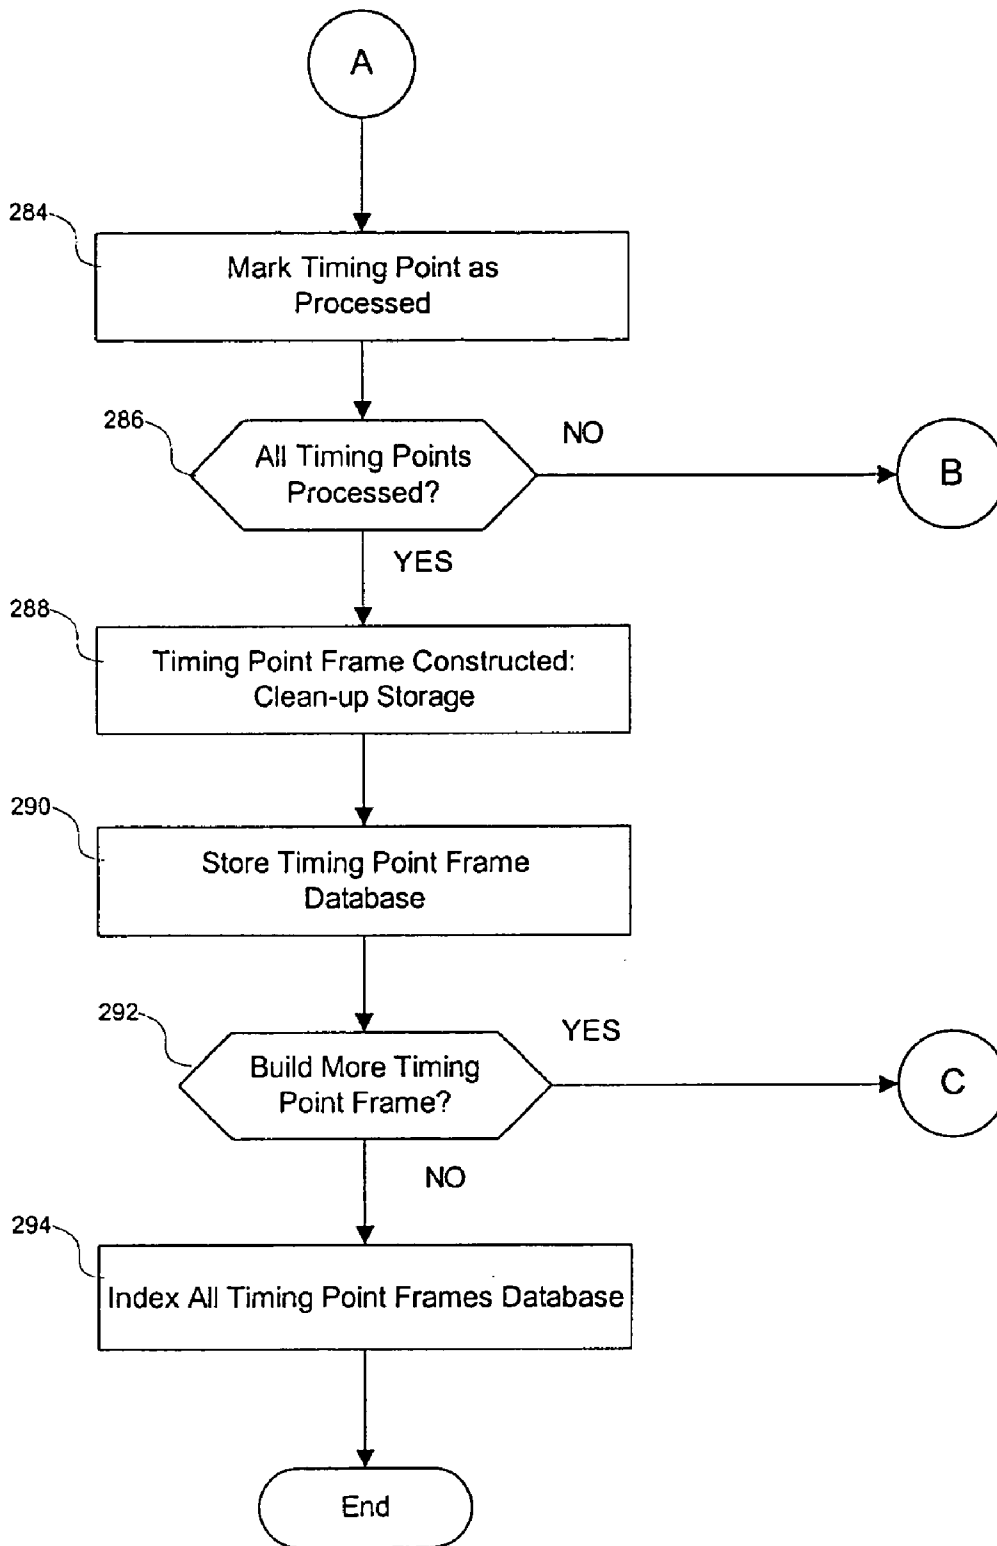 A
284
Mark Timing Point as
Processed
286
All Timing Points
Processed?
NO
B
YES
288
Timing Point Frame Constructed:
Clean-up Storage
290
Store Timing Point Frame
Database
292
Build More Timing
Point Frame?
YES
C
NO
294
Index All Timing Point Frames Database
End